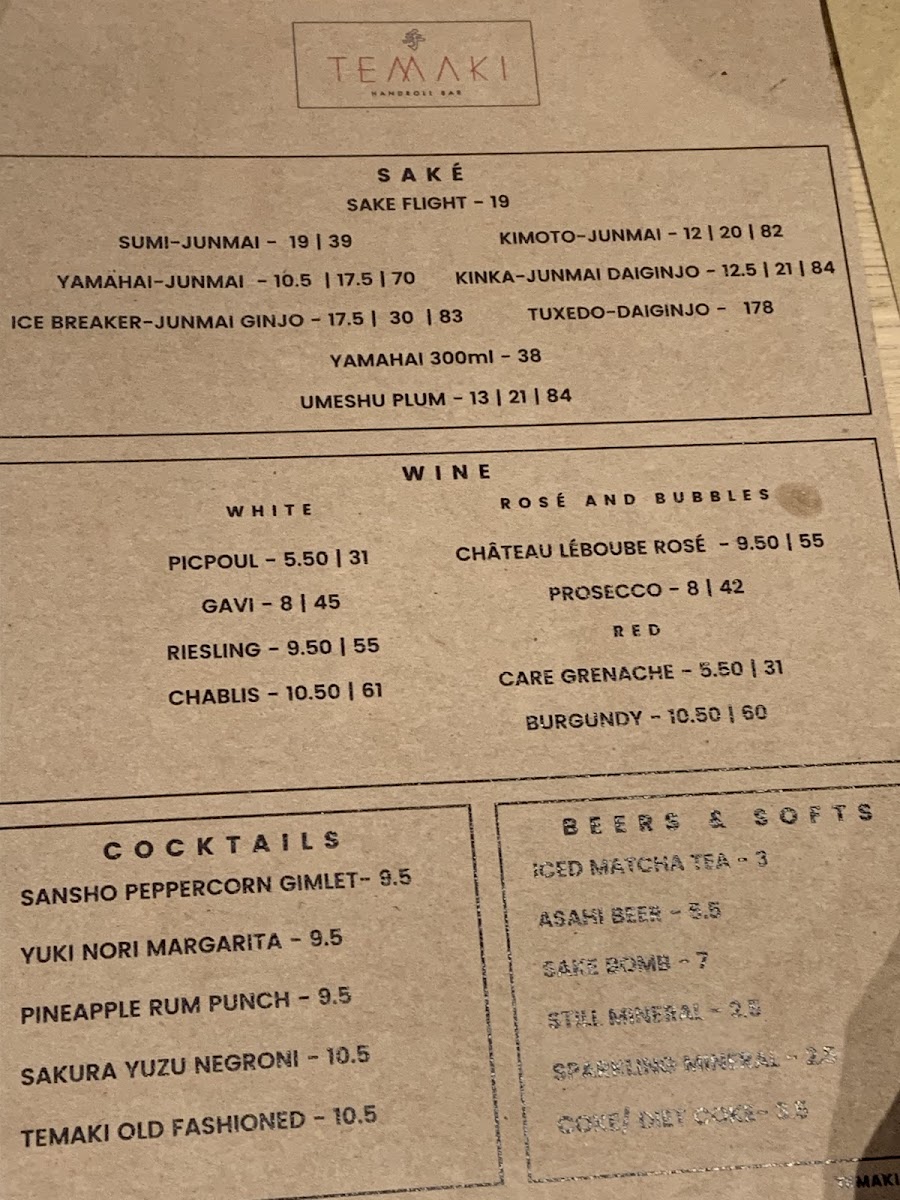 TEMAKI
HANDROLL BAR
SAKÉ
SAKE FLIGHT - 19
SUMI-JUNMAI - 19 | 39
KIMOTO-JUNMAI - 12 | 20 | 82
YAMAHAI-JUNMAI - 10.5 | 17.5 | 70
KINKA-JUNMAI DAIGINJO - 12.5 | 21 | 84
ICE BREAKER-JUNMAI GINJO - 17.5 | 30 | 83
TUXEDO-DAIGINJO - 178
YAMAHAI 300ml - 38
UMESHU PLUM - 13 | 21 | 84
WINE
WHITE
PICPOUL - 5.50 | 31
GAVI - 8 | 45
RIESLING - 9.50 | 55
CHABLIS - 10.50 | 61
ROSÉ AND BUBBLES
CHÂTEAU LÉBOUBE ROSÉ - 9.50 | 55
PROSECCO - 8 | 42
RED
CARE GRENACHE - 5.50 | 31
BURGUNDY - 10.50 | 60
COCKTAILS
SANSHO PEPPERCORN GIMLET- 9.5
YUKI NORI MARGARITA - 9.5
PINEAPPLE RUM PUNCH - 9.5
SAKURA YUZU NEGRONI - 10.5
TEMAKI OLD FASHIONED - 10.5
BEERS & SOFTS
ICED MATCHA TEA - 3
ASAHI BEER - 5.5
SAKE BOMB - 7
STILL MINERAL -
SPARKLING MINERAL -
COKE/ DIET COKE-
MAKI